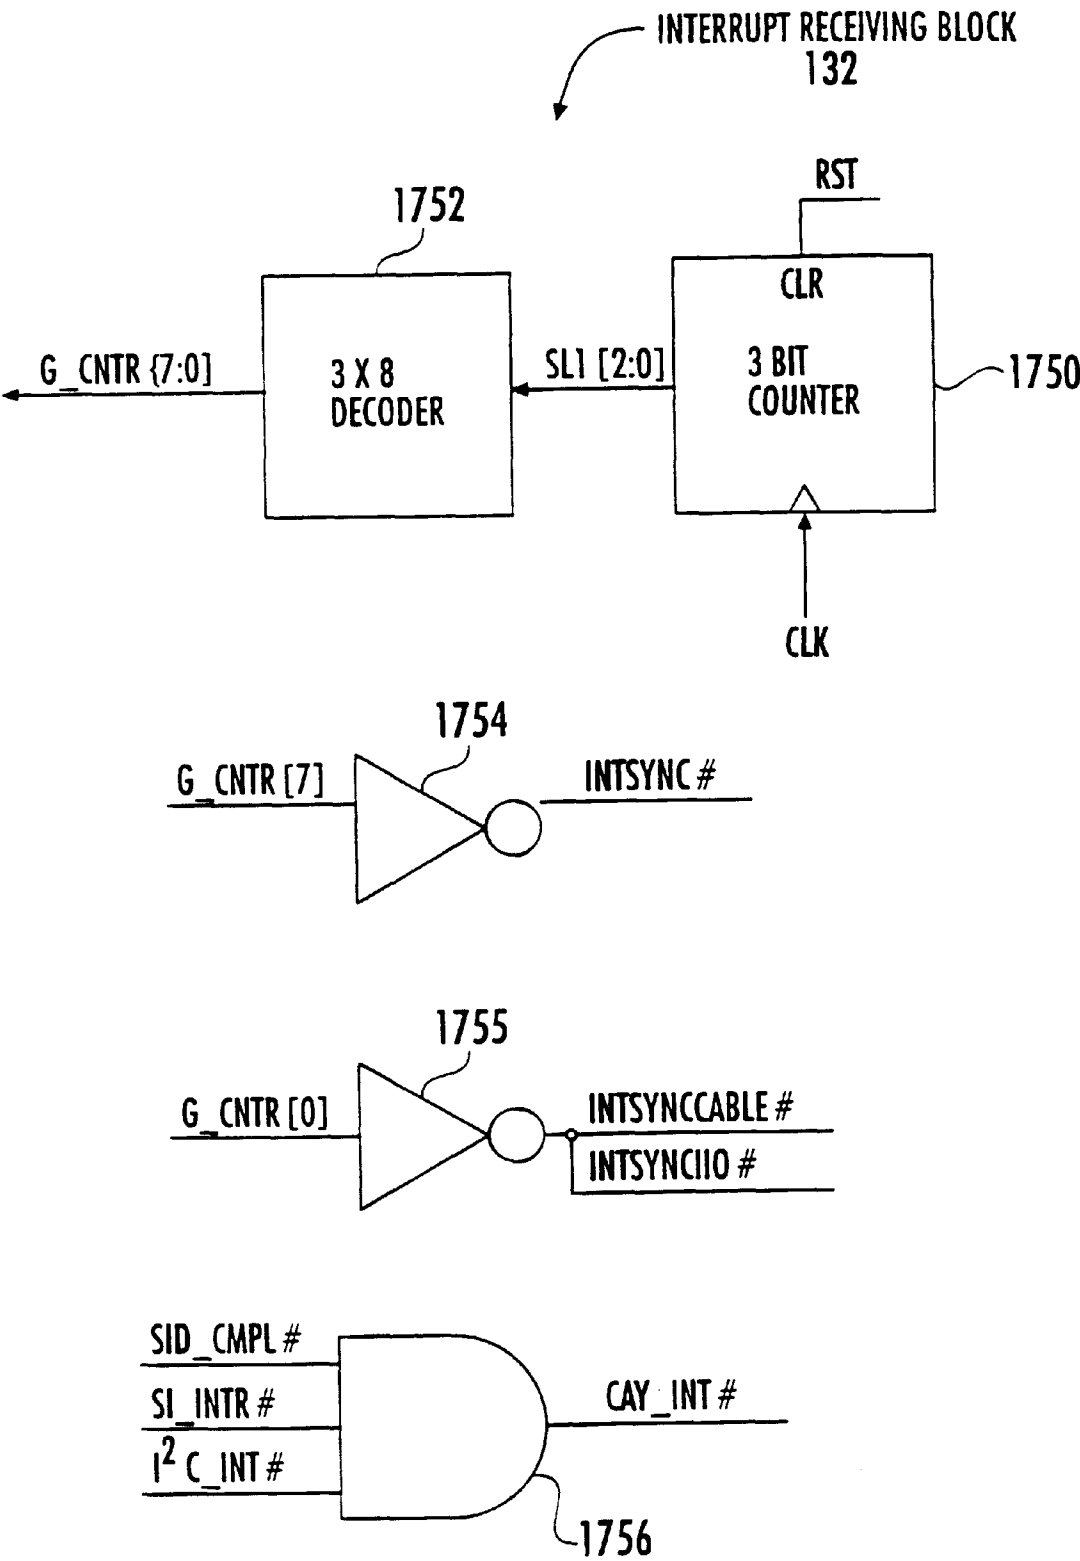 INTERRUPT RECEIVING BLOCK
132
RST
1752
CLR
G_CNTR {7:0]
3 X 8
DECODER
SL1 [2:0]
3 BIT
COUNTER
1750
CLK
1754
G_CNTR [7]
INTSYNC #
1755
G_CNTR [0]
INTSYNCCABLE #
INTSYNCIIO #
SID_CMPL #
SI_INTR #
I² C_INT #
CAY_INT #
1756